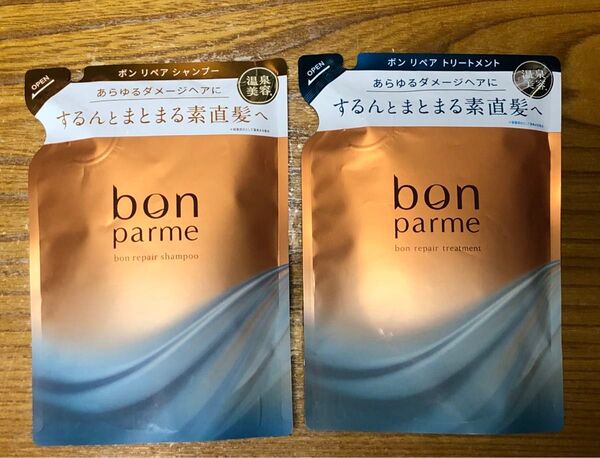 OPEN
ボン リペア シャンプー
あらゆるダメージヘアに
温泉
美容
するんとまとまる素直髪へ
bon
parme
bon repair shampoo
OPEN
ボン リペア トリートメント
あらゆるダメージヘアに
温泉
美容
するんとまとまる素直髪へ
bon
parme
bon repair treatment